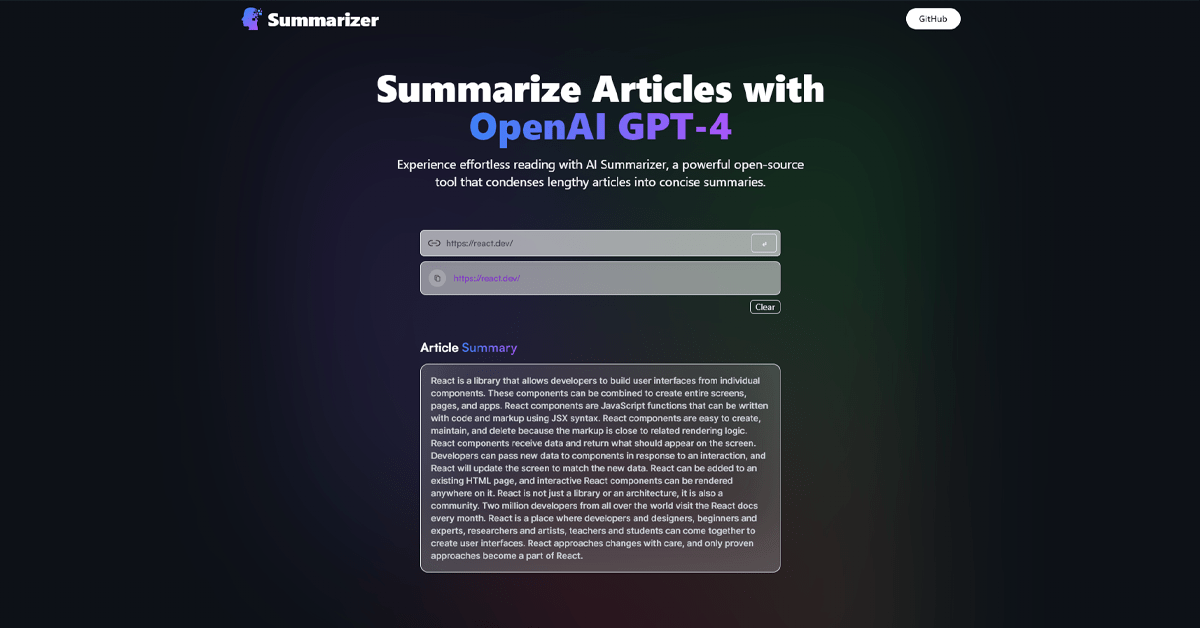 Summarizer
GitHub
Summarize Articles with
OpenAI GPT-4
Experience effortless reading with AI Summarizer, a powerful open-source
tool that condenses lengthy articles into concise summaries.
https://react.dev/
https://react.dev/
Clear
Article Summary
React is a library that allows developers to build user interfaces from individual
components. These components can be combined to create entire screens,
pages, and apps. React components are JavaScript functions that can be written
with code and markup using JSX syntax. React components are easy to create,
maintain, and delete because the markup is close to related rendering logic.
React components receive data and return what should appear on the screen.
Developers can pass new data to components in response to an interaction, and
React will update the screen to match the new data. React can be added to an
existing HTML page, and interactive React components can be rendered
anywhere on it. React is not just a library or an architecture, it is also a
community. Two million developers from all over the world visit the React docs
every month. React is a place where developers and designers, beginners and
experts, researchers and artists, teachers and students can come together to
create user interfaces. React approaches changes with care, and only proven
approaches become a part of React.